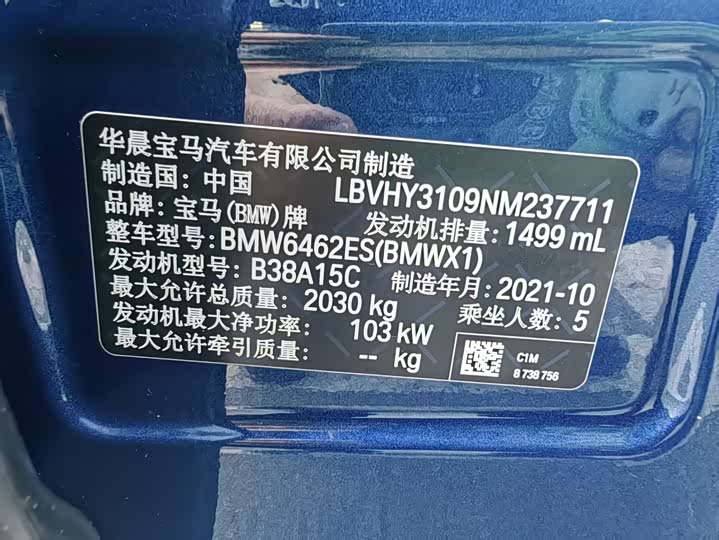 华晨宝马汽车有限公司制造
制造国: 中国 LBVHY3109NM237711
品牌: 宝马(BMW)牌 发动机排量: 1499 mL
整车型号: BMW6462ES(BMWX1)
发动机型号: B38A15C 制造年月: 2021-10
最大允许总质量: 2030 kg 乘坐人数: 5
发动机最大净功率: 103 kW
最大允许牵引质量: -- kg
C1M
8 738 756